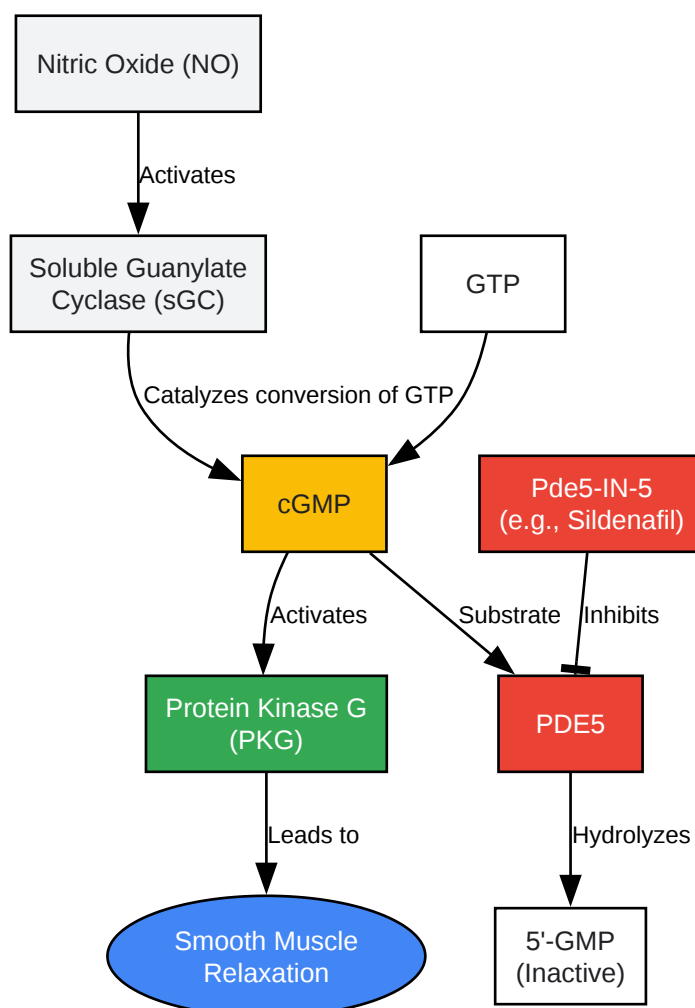 Nitric Oxide (NO)
Activates
Soluble Guanylate
Cyclase (sGC)
GTP
Catalyzes conversion of GTP
cGMP
Pde5-IN-5
(e.g., Sildenafil)
Activates
Substrate
Inhibits
Protein Kinase G
(PKG)
PDE5
Leads to
Hydrolyzes
Smooth Muscle
Relaxation
5'-GMP
(Inactive)